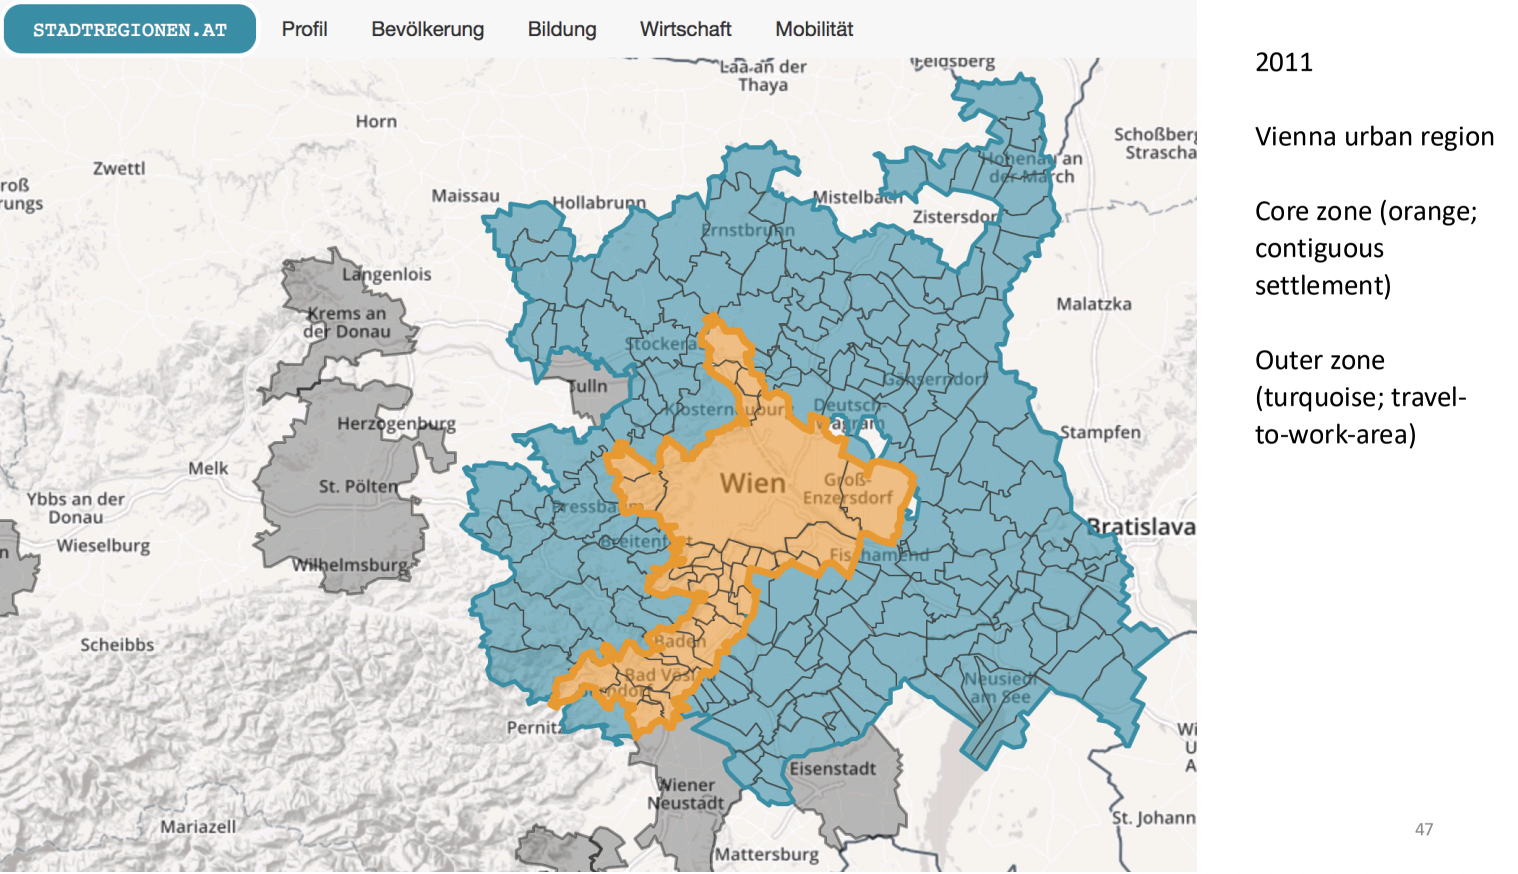 STADTREGIONEN.AT Profil Bevölkerung Bildung Wirtschaft Mobilität
Laa an der
Thaya
Feldsberg
Horn
Zwettl
Schoßberg
Strascha
Hohenau an
der March
roß
rungs
Maissau
Hollabrunn
Mistelbach
Zistersdor
Ernstbrunn
Langenlois
Krems an
der Donau
Malatzka
Stockerau
Tulln
Gänserndorf
Klosterneuburg
Deutsch-
Wagram
Herzogenburg
Stampfen
Melk
St. Pölten
Wien
Groß-
Enzersdorf
Ybbs an der
Donau
Pressbaum
Bratislava
Wieselburg
Breitenfurt
Fischamend
n
Wilhelmsburg
Scheibbs
Baden
Bad Vösl
ndorf
Neusiedl
am See
Pernitz
Wi
U
A
Eisenstadt
Wiener
Neustadt
Mariazell
St. Johann
Mattersburg
2011
Vienna urban region
Core zone (orange;
contiguous
settlement)
Outer zone
(turquoise; travel-
to-work-area)
47